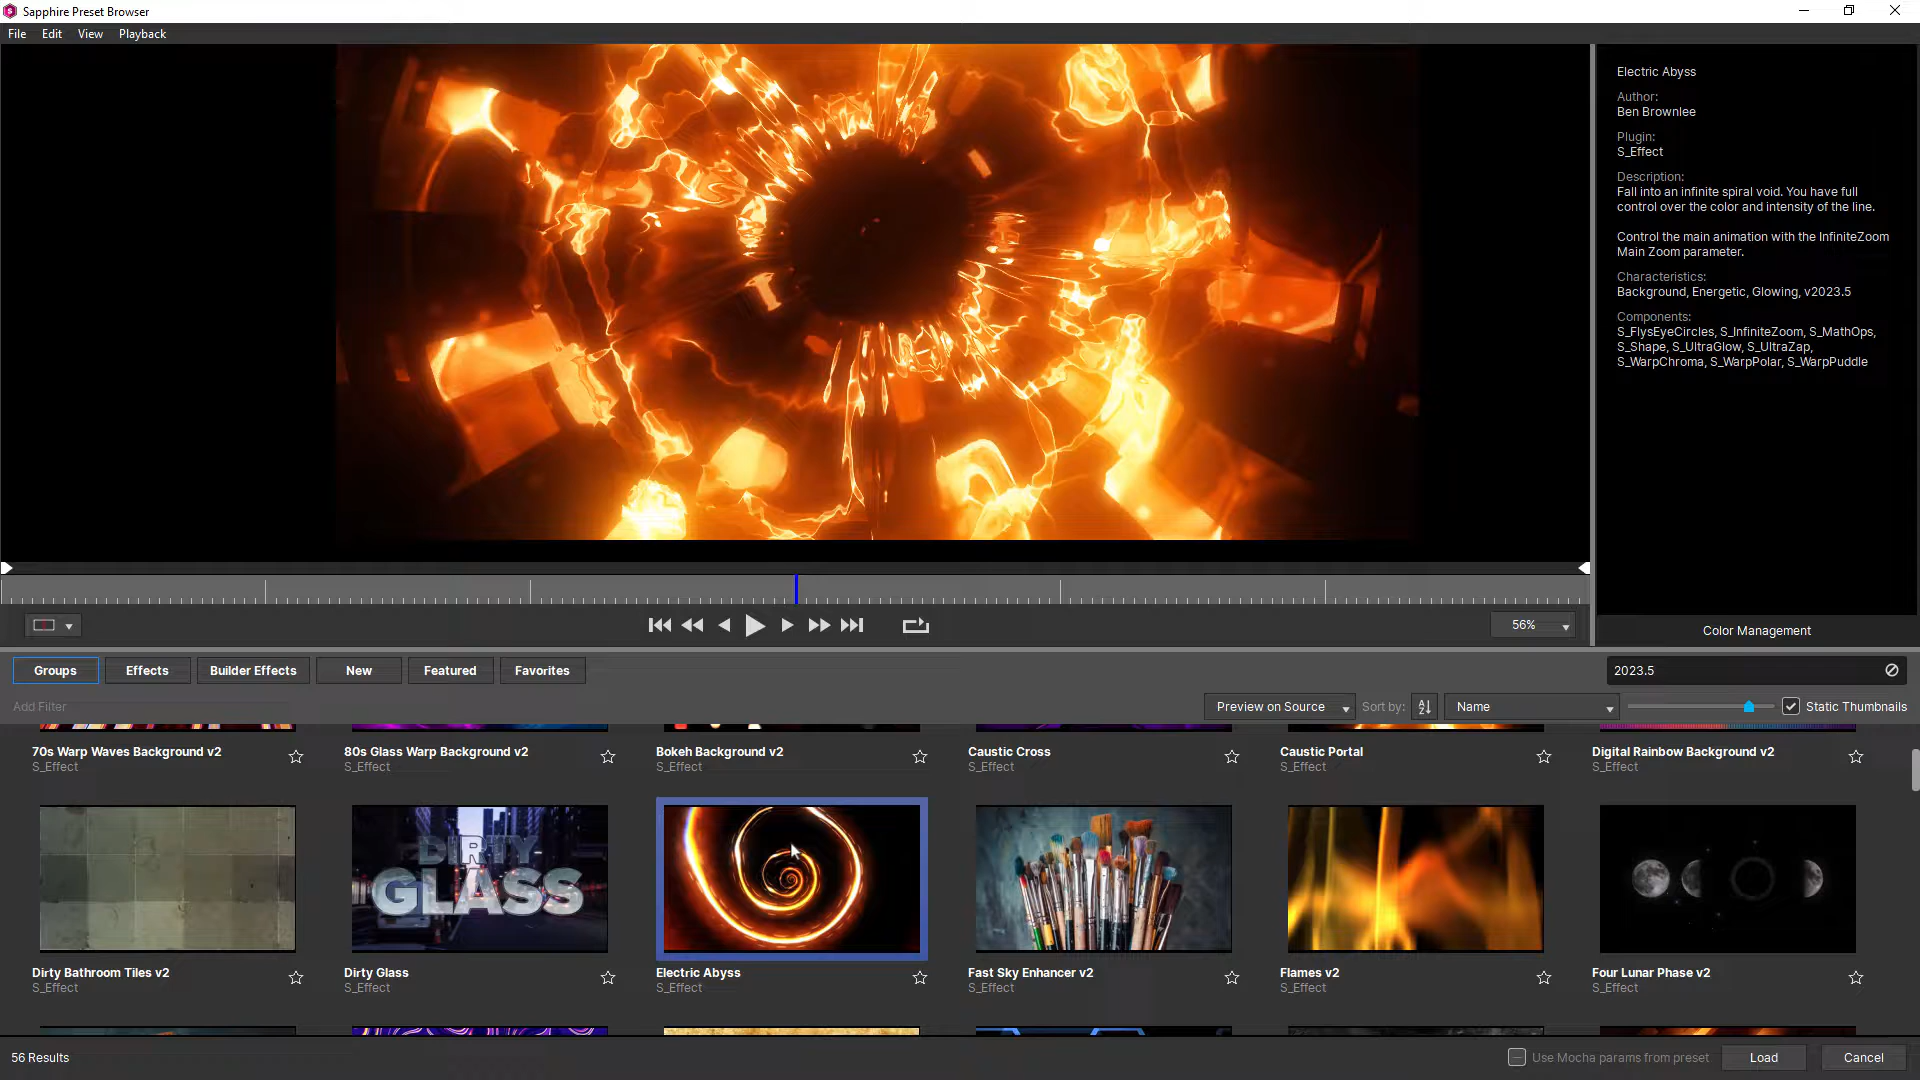 Sapphire Preset Browser
File Edit View Playback
Electric Abyss
Author:
Ben Brownlee
Plugin:
S_Effect
Description:
Fall into an infinite spiral void. You have full
control over the color and intensity of the line.
Control the main animation with the InfiniteZoom
Main Zoom parameter.
Characteristics:
Background, Energetic, Glowing, v2023.5
Components:
S_FlysEyeCircles, S_InfiniteZoom, S_MathOps,
S_Shape, S_UltraGlow, S_UltraZap,
S_WarpChroma, S_WarpPolar, S_WarpPuddle
56%
Color Management
Groups Effects Builder Effects New Featured Favorites
2023.5
Add Filter
Preview on Source Sort by: Name Static Thumbnails
70s Warp Waves Background v2
S_Effect
80s Glass Warp Background v2
S_Effect
Bokeh Background v2
S_Effect
Caustic Cross
S_Effect
Caustic Portal
S_Effect
Digital Rainbow Background v2
S_Effect
DIRTY
GLASS
Dirty Bathroom Tiles v2
S_Effect
Dirty Glass
S_Effect
Electric Abyss
S_Effect
Fast Sky Enhancer v2
S_Effect
Flames v2
S_Effect
Four Lunar Phase v2
S_Effect
56 Results
Use Mocha params from preset Load Cancel